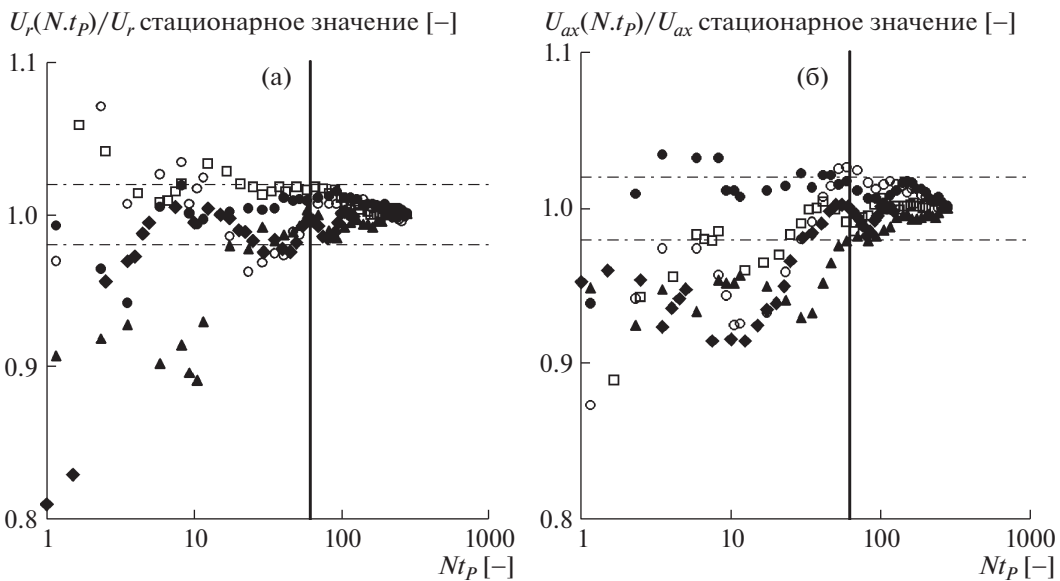 U_r(N.t_P)/U_r. стационарное значение [–]
1.1
(а)
1.0
0.9
0.8
1 10 100 1000
Nt_P [–]
U_ax(N.t_P)/U_ax стационарное значение [–]
1.1
(б)
1.0
0.9
0.8
1 10 100 1000
Nt_P [–]